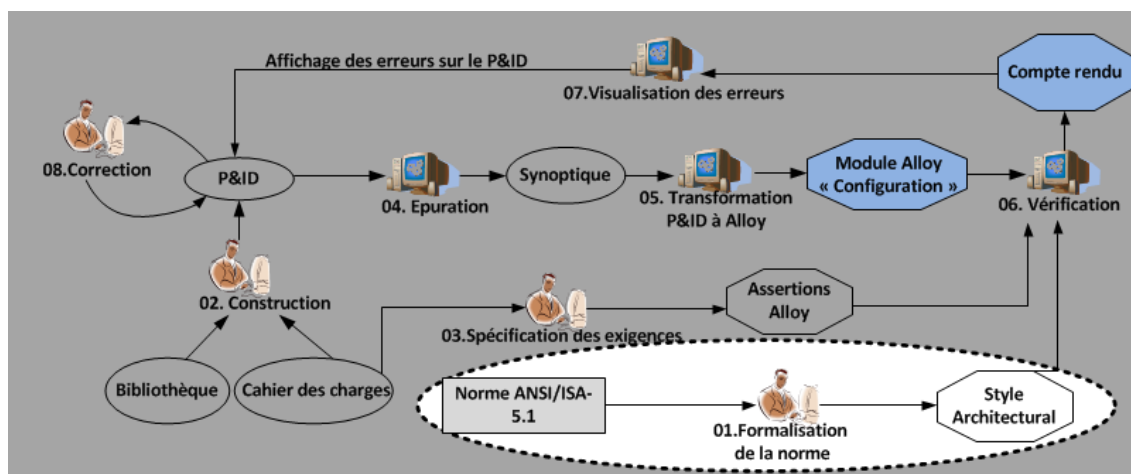 Affichage des erreurs sur le P&ID
07.Visualisation des erreurs
Compte rendu
08.Correction
P&ID
04. Epuration
Synoptique
05. Transformation
P&ID à Alloy
Module Alloy
« Configuration »
06. Vérification
02. Construction
03.Spécification des exigences
Assertions
Alloy
Bibliothèque
Cahier des charges
Norme ANSI/ISA-
5.1
01.Formalisation
de la norme
Style
Architectural